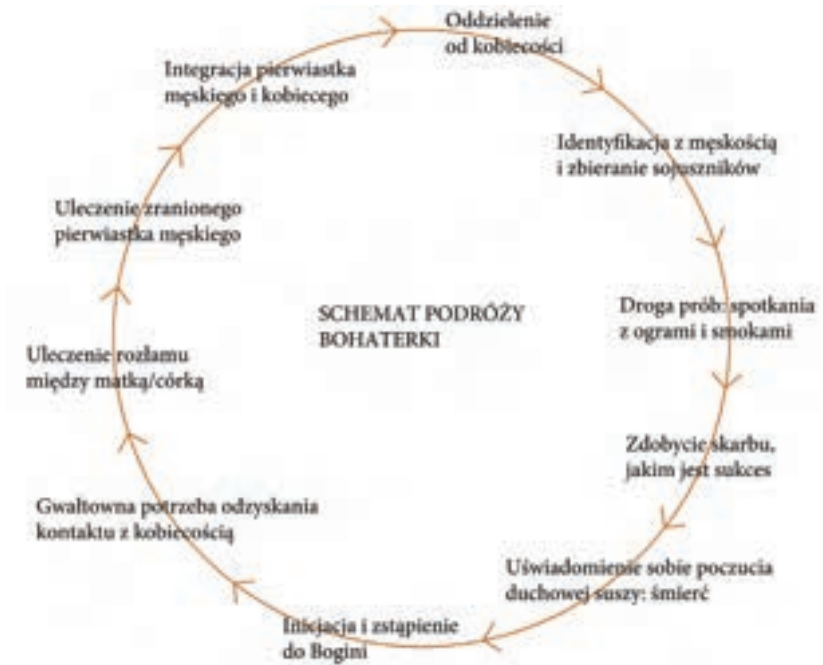 Oddzielenie
od kobiecości
Identyfikacja z męskością
i zbieranie sojuszników
Droga prób: spotkania
z ogrami i smokami
Zdobycie skarbu,
jakim jest sukces
Uświadomienie sobie poczucia
duchowej suszy: śmierć
Inicjacja i zstąpienie
do Bogini
Gwałtowna potrzeba odzyskania
kontaktu z kobiecością
Uleczenie rozłamu
między matką/córką
Uleczenie zranionego
pierwiastka męskiego
Integracja pierwiastka
męskiego i kobiecego
SCHEMAT PODRÓŻY
BOHATERKI